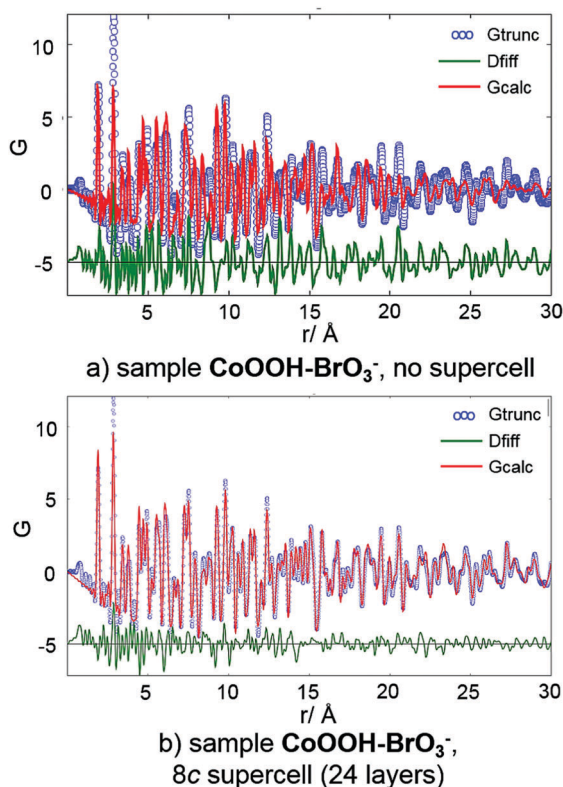 10
5
0
-5
G
Gtrunc
Dfiff
Gcalc
5 10 15 20 25 30
r/ Å
a) sample CoOOH-BrO₃⁻, no supercell
10
5
0
-5
G
Gtrunc
Dfiff
Gcalc
5 10 15 20 25 30
r/ Å
b) sample CoOOH-BrO₃⁻,
8c supercell (24 layers)